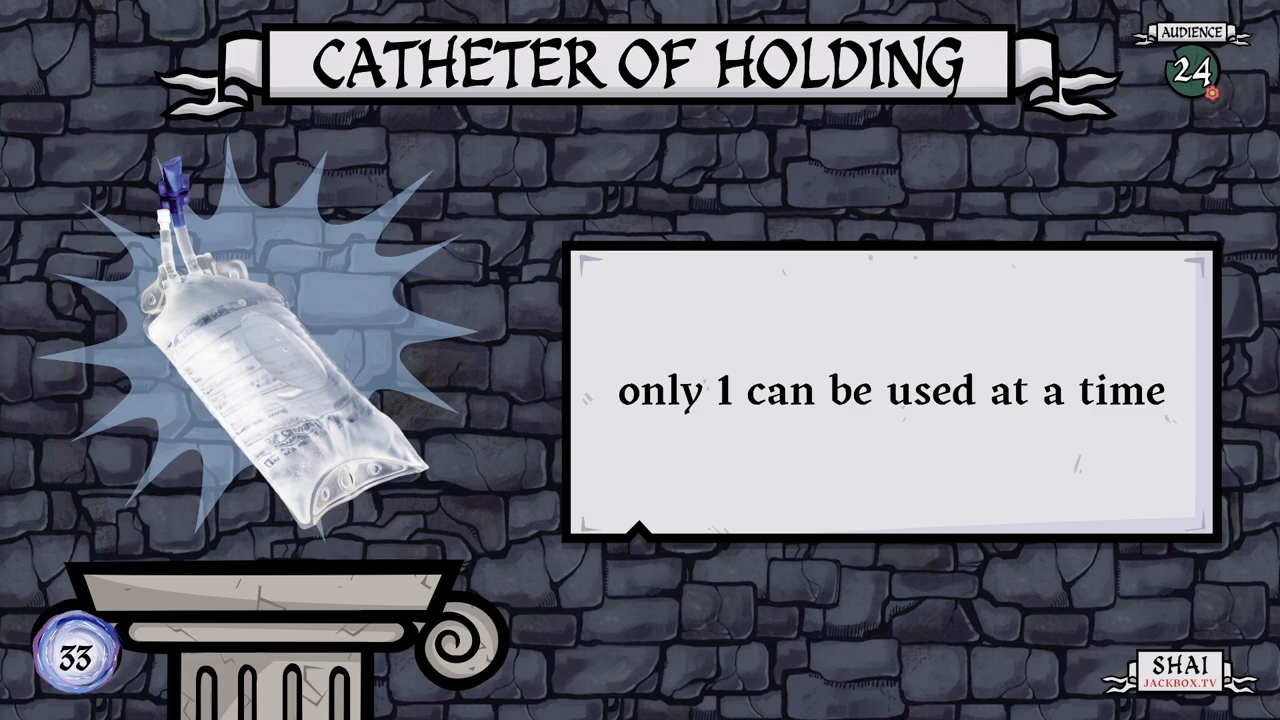 CATHETER OF HOLDING
AUDIENCE
24
only 1 can be used at a time
33
SHAI
JACKBOX.TV